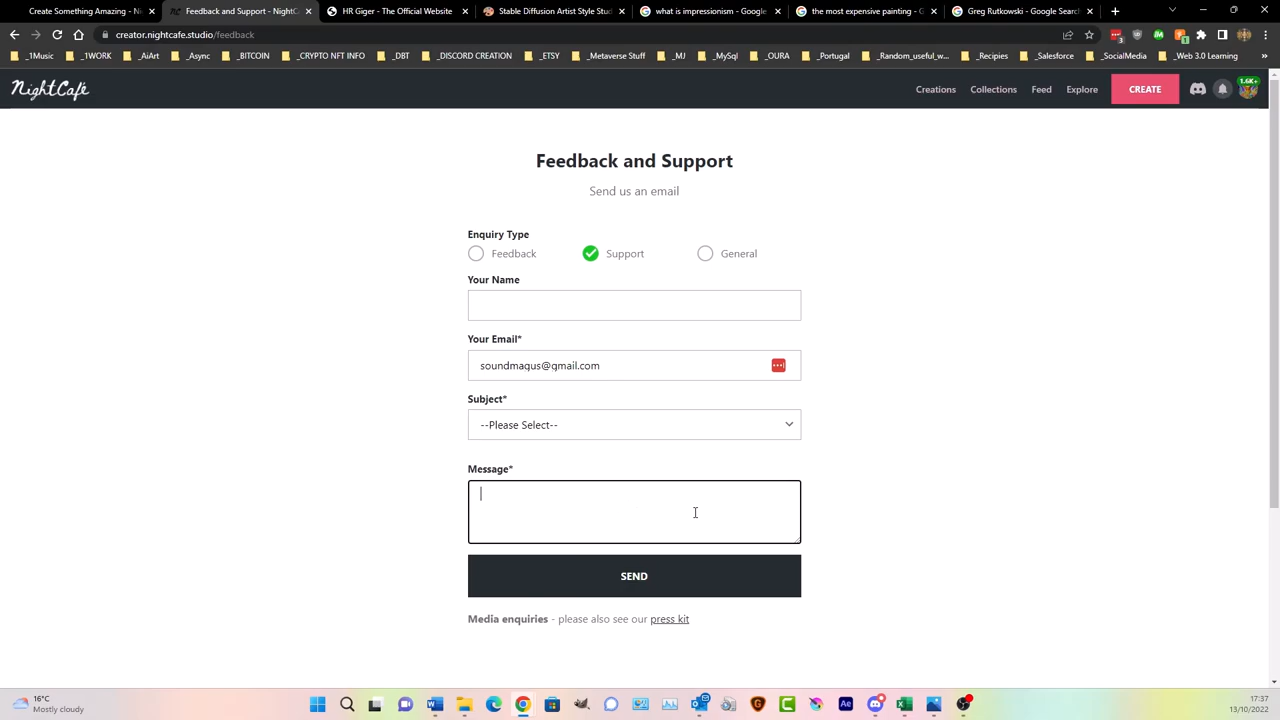 Create Something Amazing - Ni
Feedback and Support - NightC
HR Giger - The Official Website
Stable Diffusion Artist Style Stud
what is impressionism - Google
the most expensive painting - G
Greg Rutkowski - Google Search
creator.nightcafe.studio/feedback
3
1
_1Music
_1WORK
_AiArt
_Async
_BITCOIN
_CRYPTO NFT INFO
_DBT
_DISCORD CREATION
_ETSY
_Metaverse Stuff
_MJ
_MySql
_OURA
_Portugal
_Random_useful_w...
_Recipies
_Salesforce
_SocialMedia
_Web 3.0 Learning
NightCafe
Creations
Collections
Feed
Explore
CREATE
1.6K+
Feedback and Support
Send us an email
Enquiry Type
Feedback
Support
General
Your Name
Your Email*
soundmagus@gmail.com
Subject*
--Please Select--
Message*
SEND
Media enquiries - please also see our press kit
16°C
Mostly cloudy
17:37
13/10/2022